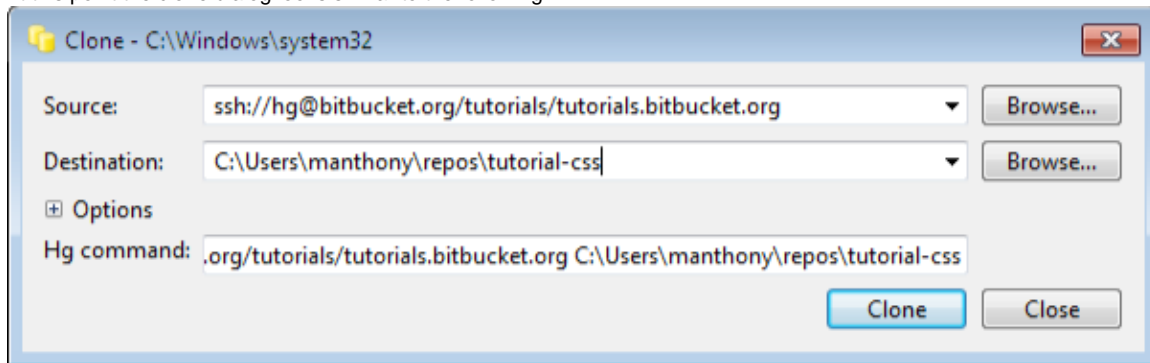 Clone - C:\Windows\system32
Source: ssh://hg@bitbucket.org/tutorials/tutorials.bitbucket.org Browse...
Destination: C:\Users\manthony\repos\tutorial-css Browse...
Options
Hg command: .org/tutorials/tutorials.bitbucket.org C:\Users\manthony\repos\tutorial-css
Clone Close